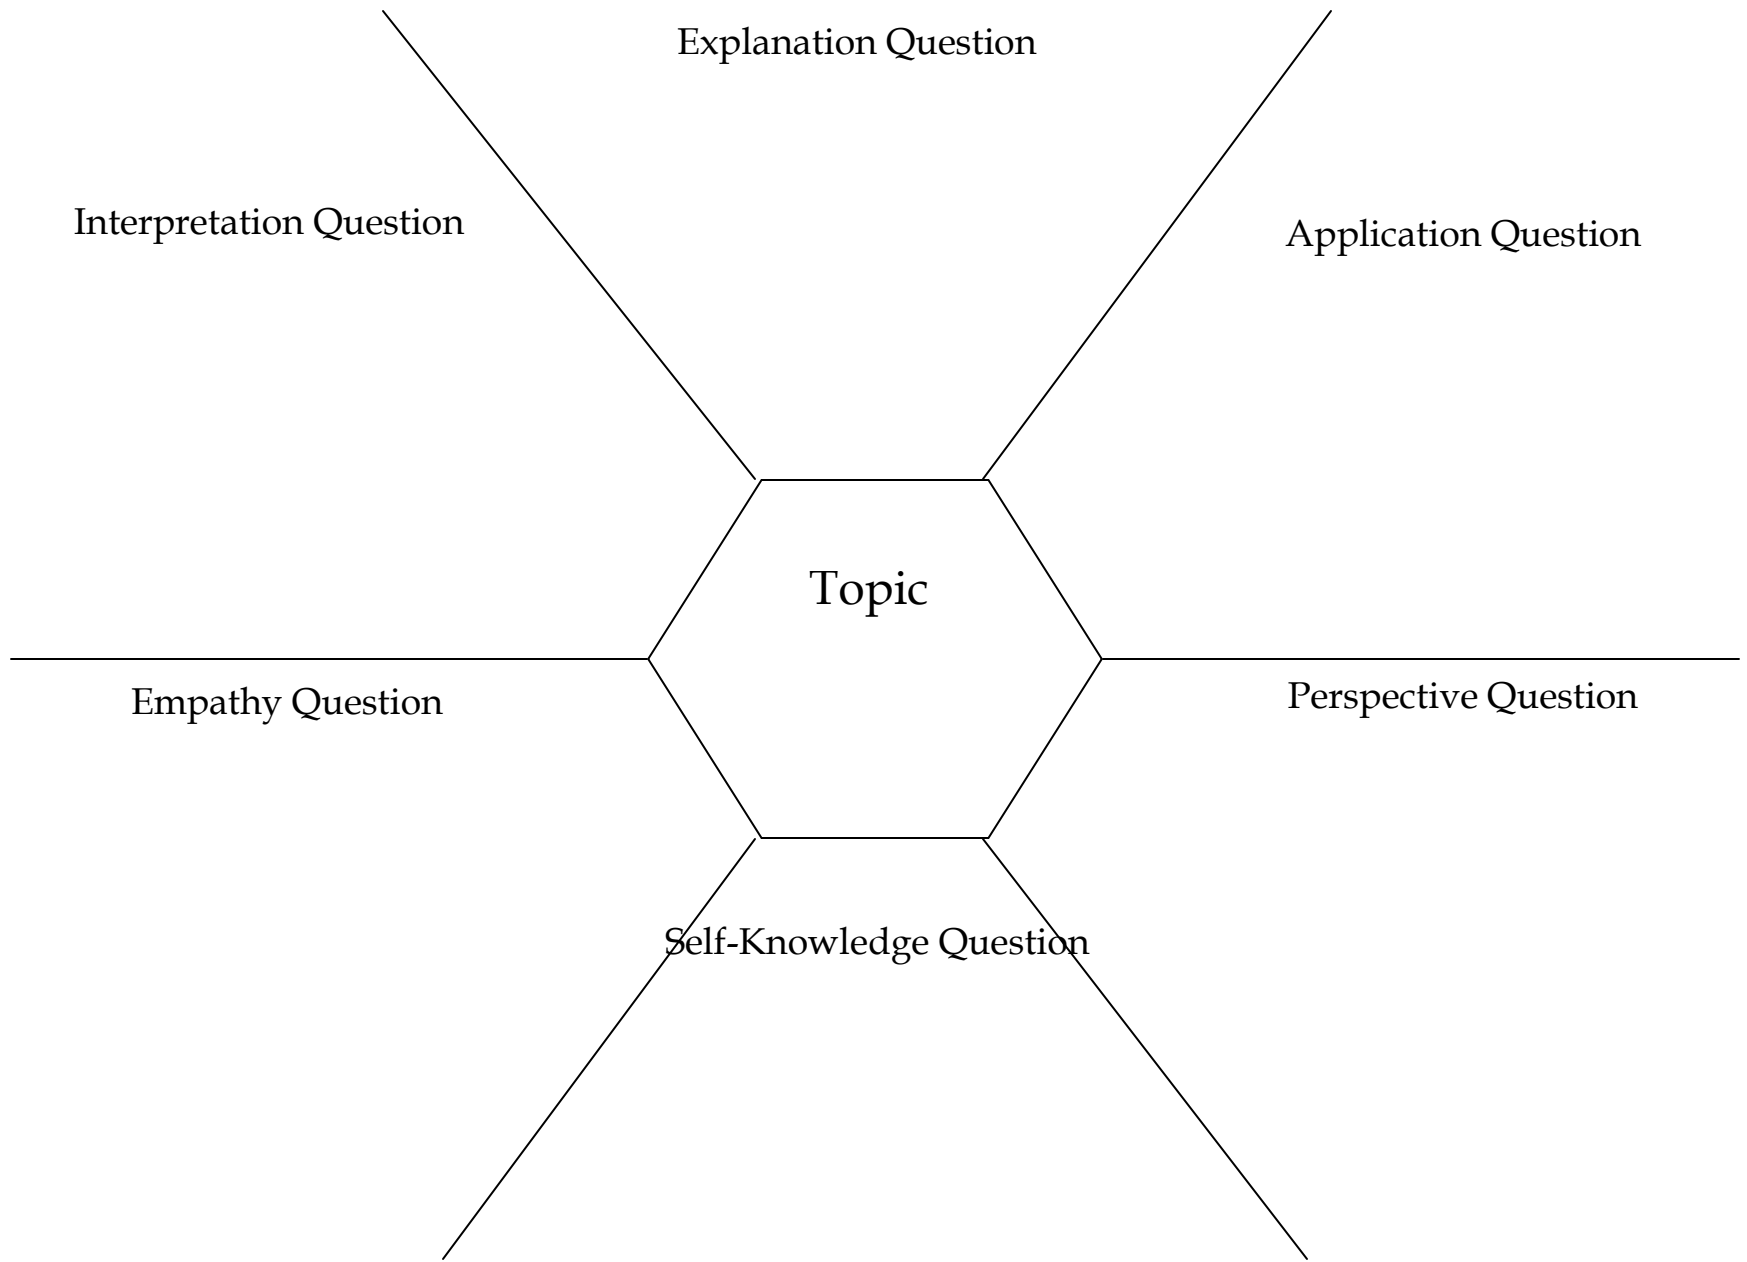 Explanation Question
Interpretation Question
Application Question
Topic
Empathy Question
Perspective Question
Self-Knowledge Question